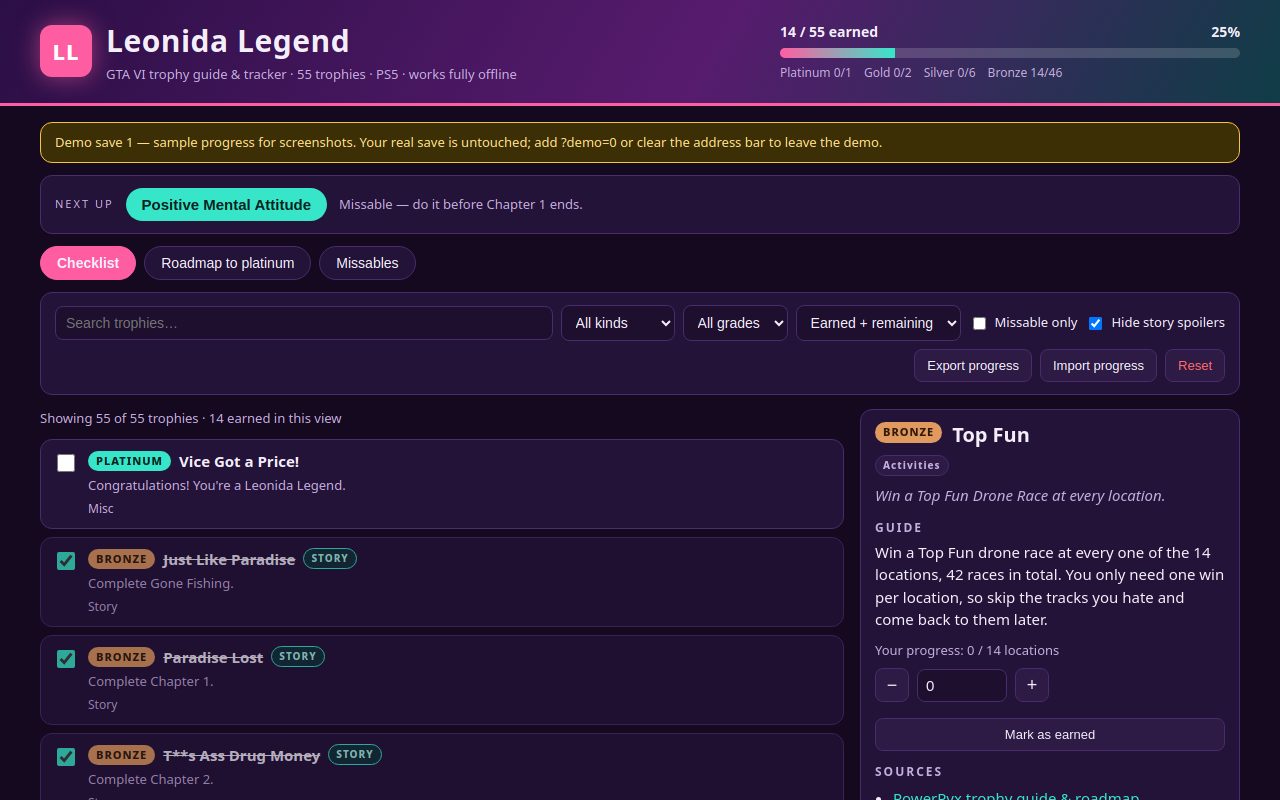 LL
Leonida Legend
GTA VI trophy guide & tracker · 55 trophies · PS5 · works fully offline
14 / 55 earned 25%
Platinum 0/1 Gold 0/2 Silver 0/6 Bronze 14/46
Demo save 1 — sample progress for screenshots. Your real save is untouched; add ?demo=0 or clear the address bar to leave the demo.
NEXT UP Positive Mental Attitude Missable — do it before Chapter 1 ends.
Checklist Roadmap to platinum Missables
Search trophies… All kinds All grades Earned + remaining Missable only Hide story spoilers
Export progress Import progress Reset
Showing 55 of 55 trophies · 14 earned in this view
PLATINUM Vice Got a Price!
Congratulations! You're a Leonida Legend.
Misc
BRONZE Just Like Paradise STORY
Complete Gone Fishing.
Story
BRONZE Paradise Lost STORY
Complete Chapter 1.
Story
BRONZE T**s Ass Drug Money STORY
Complete Chapter 2.
BRONZE Top Fun
Activities
Win a Top Fun Drone Race at every location.
GUIDE
Win a Top Fun drone race at every one of the 14
locations, 42 races in total. You only need one win
per location, so skip the tracks you hate and
come back to them later.
Your progress: 0 / 14 locations
− 0 +
Mark as earned
SOURCES
PowerPyx trophy guide & roadmap